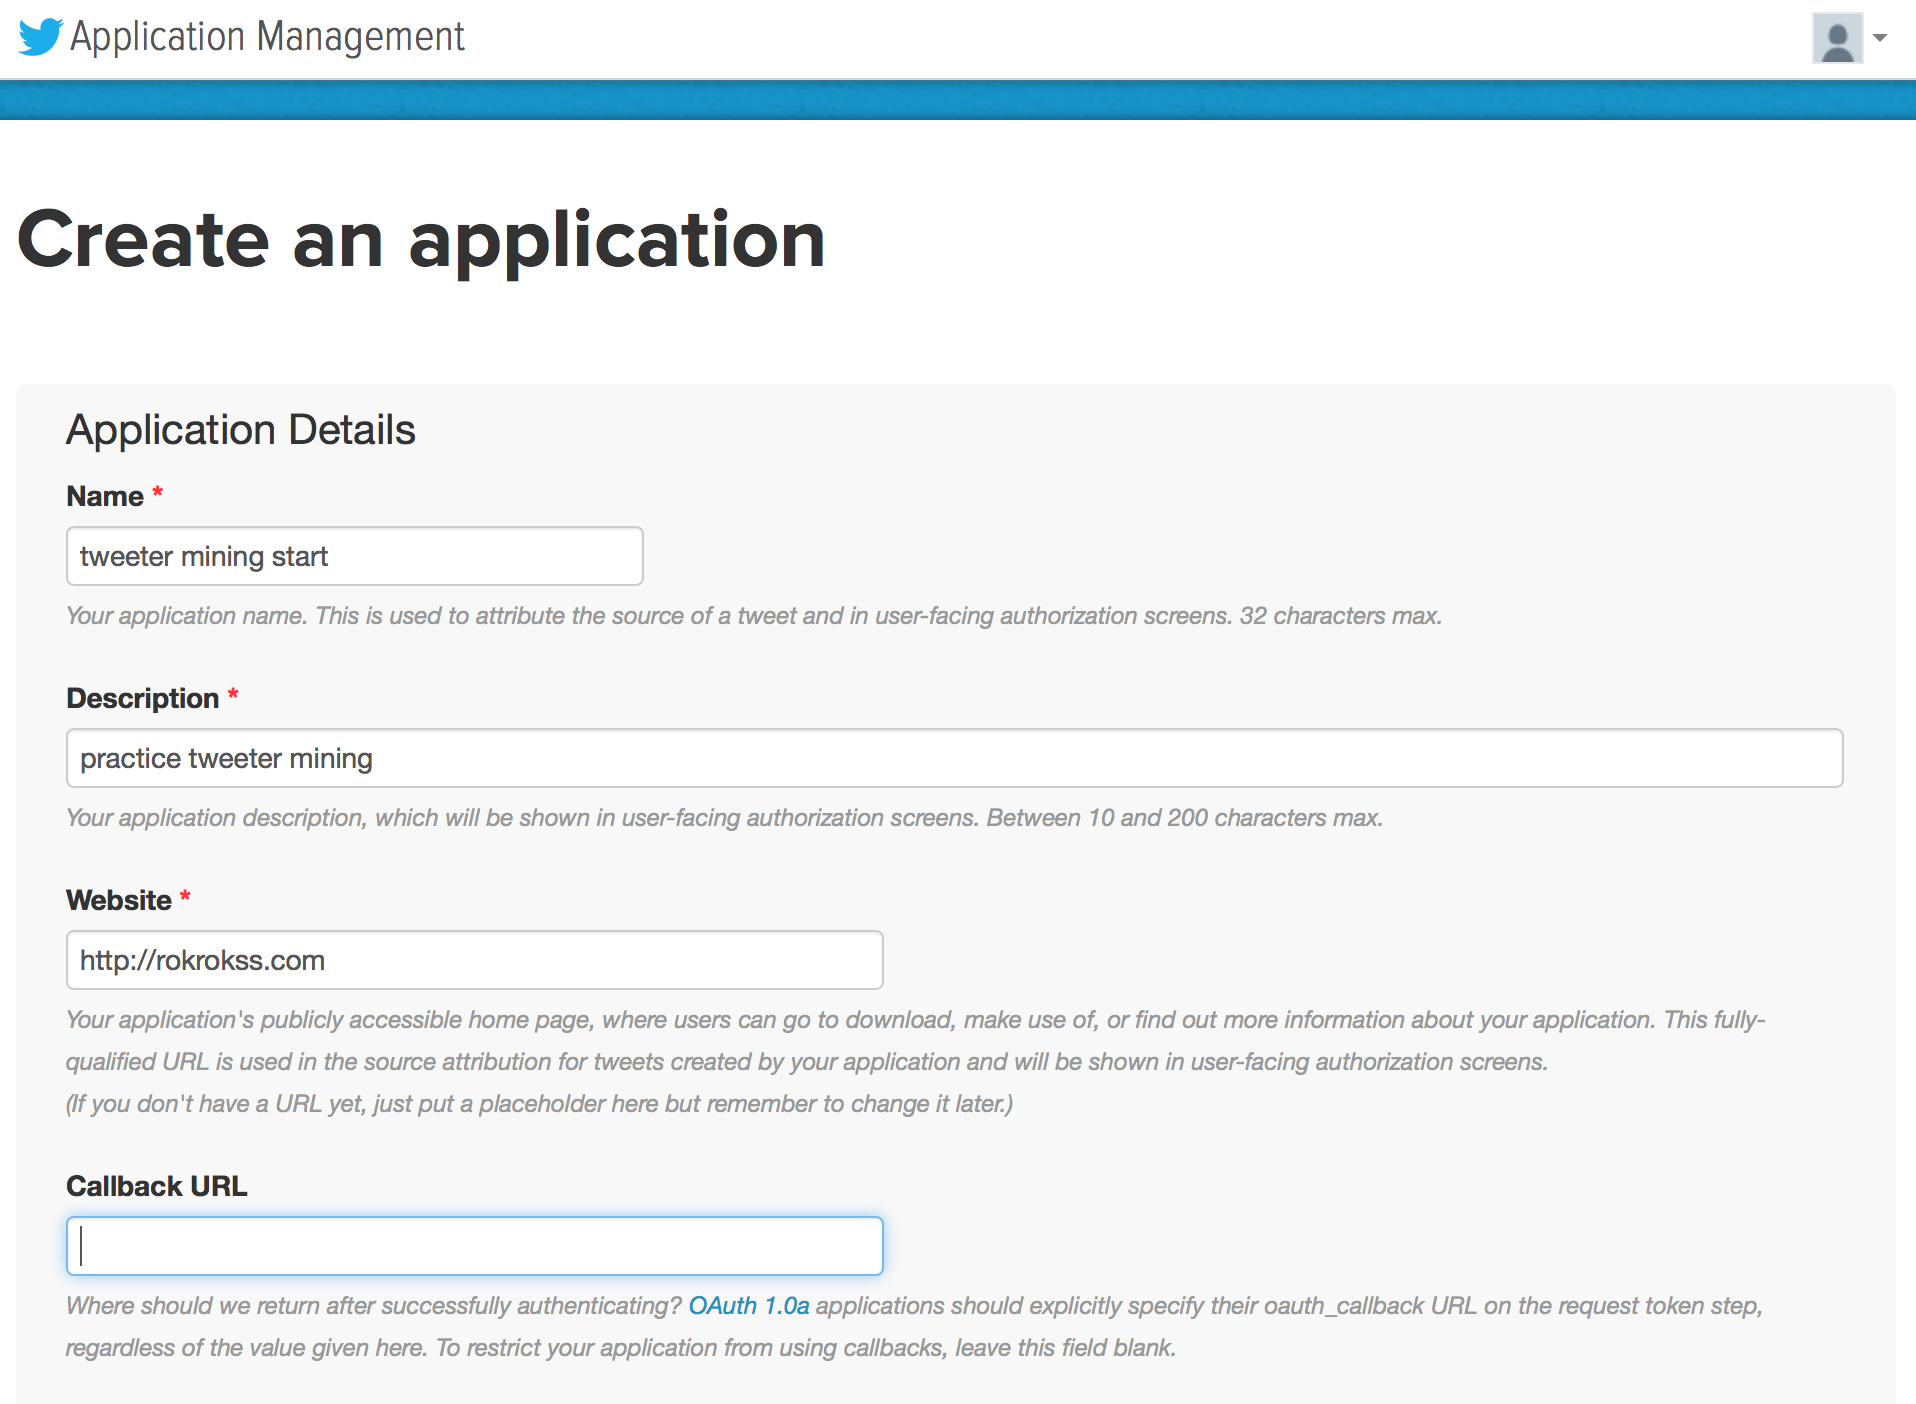 Application Management
Create an application
Application Details
Name *
tweeter mining start
Your application name. This is used to attribute the source of a tweet and in user-facing authorization screens. 32 characters max.
Description *
practice tweeter mining
Your application description, which will be shown in user-facing authorization screens. Between 10 and 200 characters max.
Website *
http://rokrokss.com
Your application's publicly accessible home page, where users can go to download, make use of, or find out more information about your application. This fully-
qualified URL is used in the source attribution for tweets created by your application and will be shown in user-facing authorization screens.
(If you don't have a URL yet, just put a placeholder here but remember to change it later.)
Callback URL
Where should we return after successfully authenticating? OAuth 1.0a applications should explicitly specify their oauth_callback URL on the request token step,
regardless of the value given here. To restrict your application from using callbacks, leave this field blank.